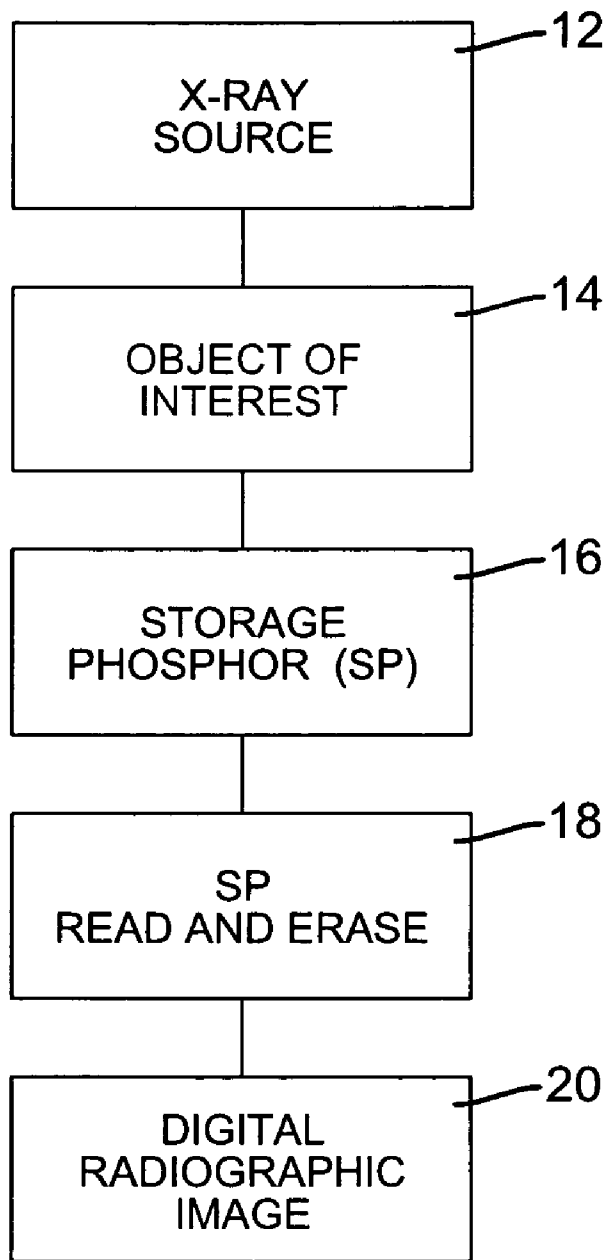 12
X-RAY
SOURCE
14
OBJECT OF
INTEREST
16
STORAGE
PHOSPHOR (SP)
18
SP
READ AND ERASE
20
DIGITAL
RADIOGRAPHIC
IMAGE